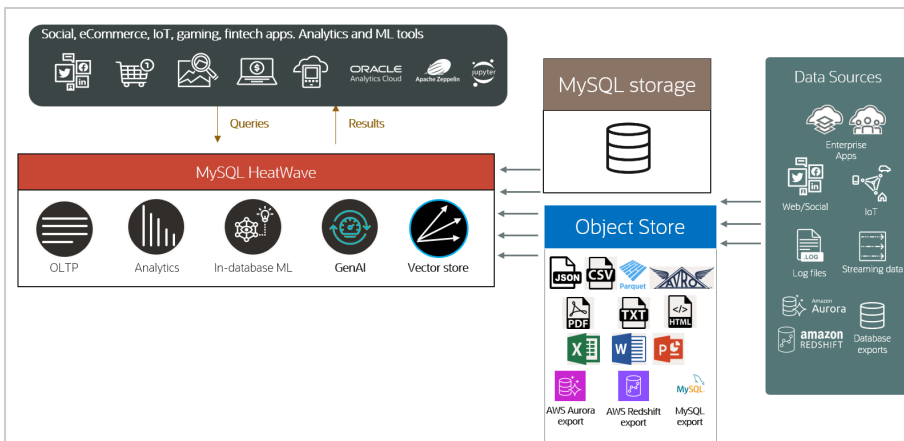 Social, eCommerce, IoT, gaming, fintech apps. Analytics and ML tools
ORACLE
Analytics Cloud
Apache Zeppelin
jupyter
Queries
Results
MySQL HeatWave
OLTP
Analytics
In-database ML
GenAI
Vector store
MySQL storage
Object Store
JSON
CSV
Parquet
AVRO
PDF
TXT
HTML
AWS Aurora
export
AWS Redshift
export
MySQL
MySQL
export
Data Sources
Enterprise
Apps
Web/Social
IoT
.LOG
Log files
Streaming data
Amazon
Aurora
amazon
REDSHIFT
Database
exports